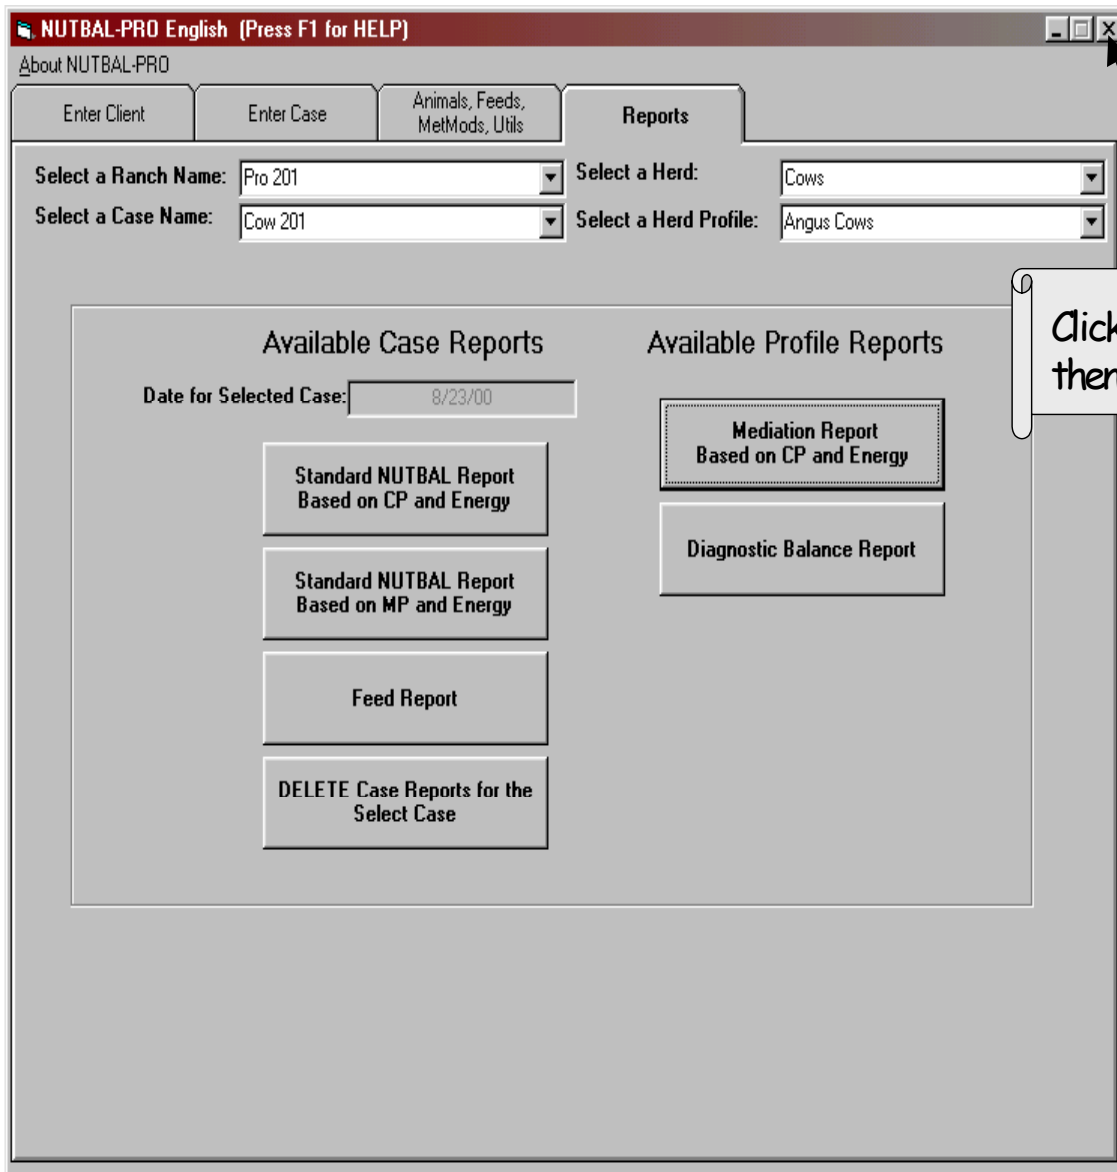 NUTBAL-PRO English (Press F1 for HELP)
About NUTBAL-PRO
Enter Client
Enter Case
Animals, Feeds,
MetMods, Utils
Reports
Select a Ranch Name: Pro 201
Select a Herd: Cows
Select a Case Name: Cow 201
Select a Herd Profile: Angus Cows
Click
then
Available Case Reports
Date for Selected Case: 8/23/00
Standard NUTBAL Report
Based on CP and Energy
Standard NUTBAL Report
Based on MP and Energy
Feed Report
DELETE Case Reports for the
Select Case
Available Profile Reports
Mediation Report
Based on CP and Energy
Diagnostic Balance Report